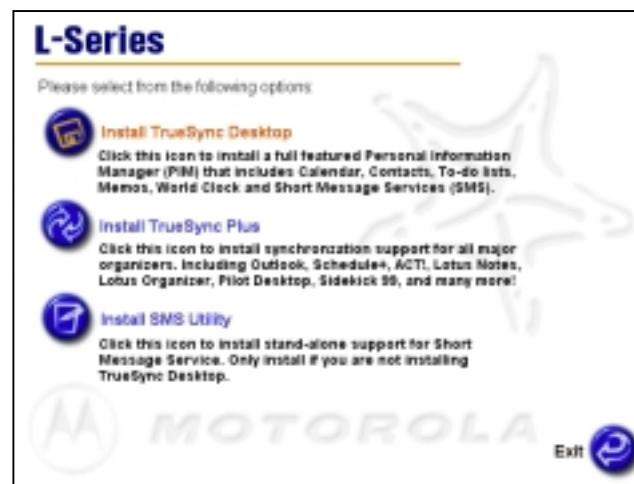 L-Series
Please select from the following options:
Install TrueSync Desktop
Click this icon to install a full featured Personal Information
Manager (PIM) that includes Calendar, Contacts, To-do lists,
Memos, World Clock and Short Message Services (SMS).
Install TrueSync Plus
Click this icon to install synchronzation support for all major
organizers. Including Outlook, Schedule+, ACT!, Lotus Notes,
Lotus Organizer, Pilot Desktop, Sidekick 99, and many more!
Install SMS Utility
Click this icon to install stand-alone support for Short
Message Service. Only install if you are not installing
TrueSync Desktop.
MOTOROLA
Exit